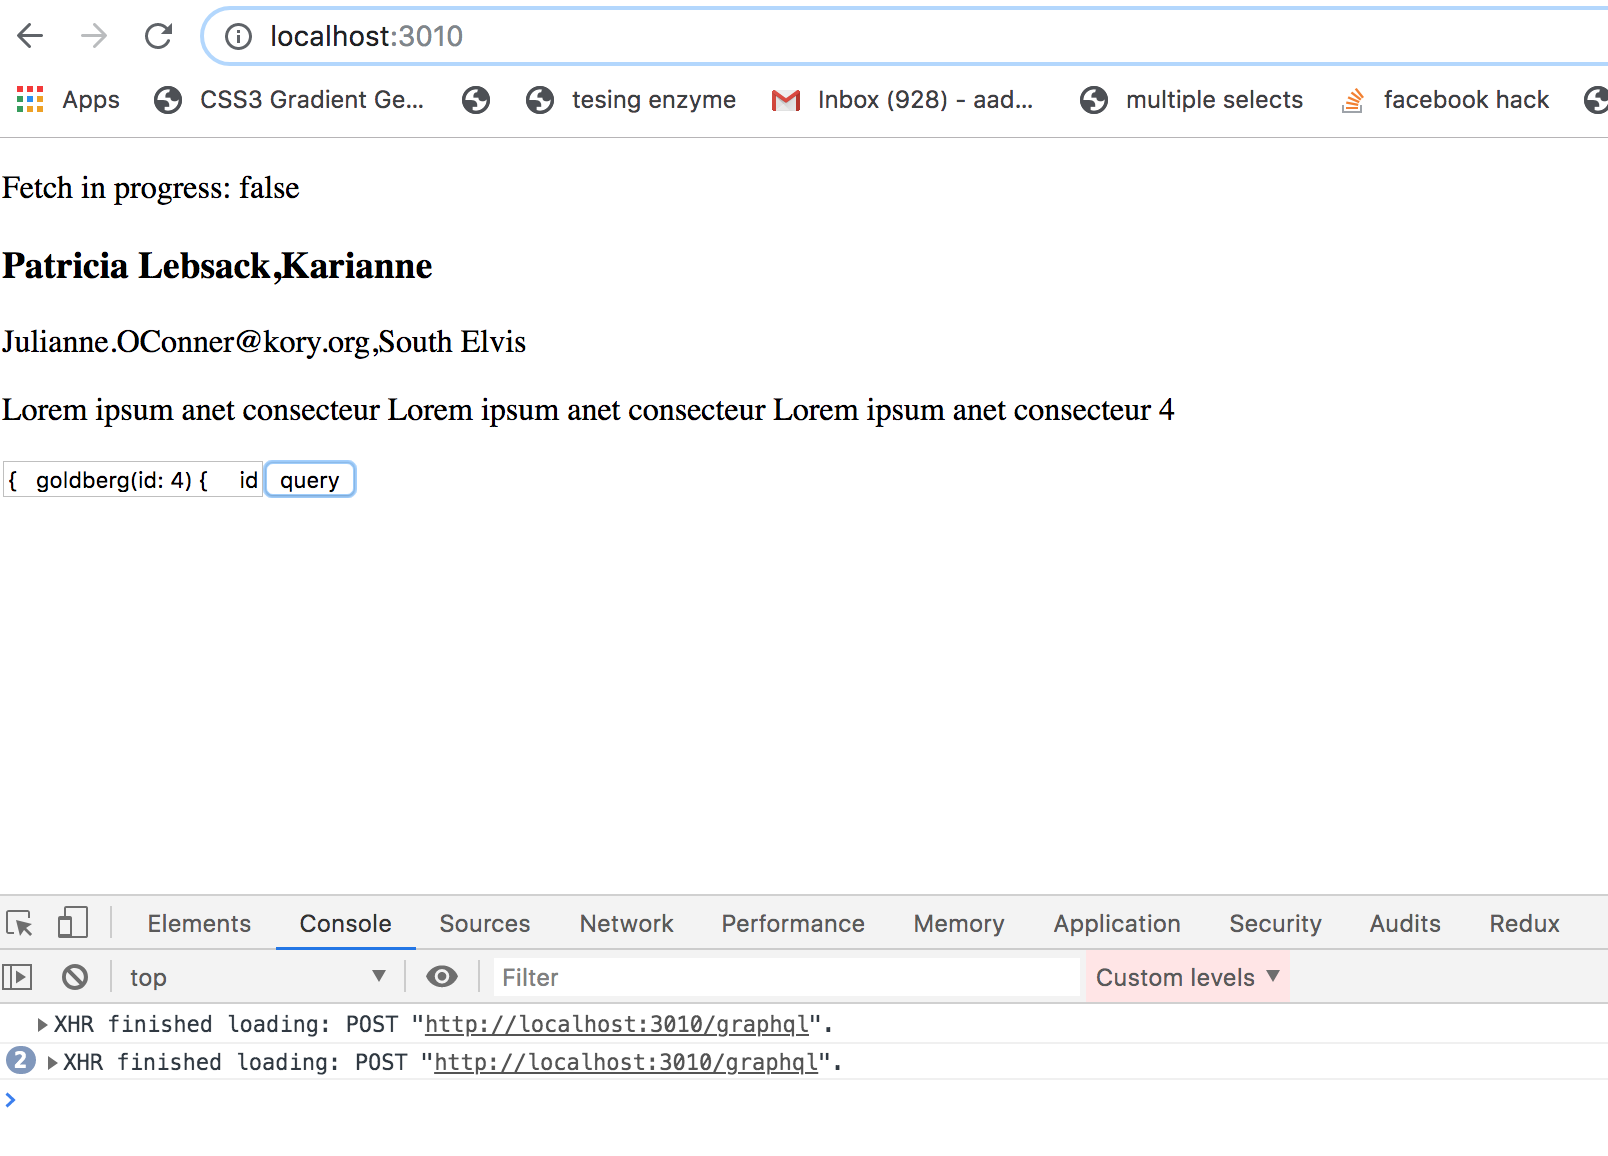 localhost:3010
Apps CSS3 Gradient Ge... tesing enzyme Inbox (928) - aad... multiple selects facebook hack
Fetch in progress: false
Patricia Lebsack,Karianne
Julianne.OConner@kory.org,South Elvis
Lorem ipsum anet consecteur Lorem ipsum anet consecteur Lorem ipsum anet consecteur 4
{ goldberg(id: 4) { id query
Elements Console Sources Network Performance Memory Application Security Audits Redux
top Filter Custom levels
XHR finished loading: POST "http://localhost:3010/graphql".
2 XHR finished loading: POST "http://localhost:3010/graphql".